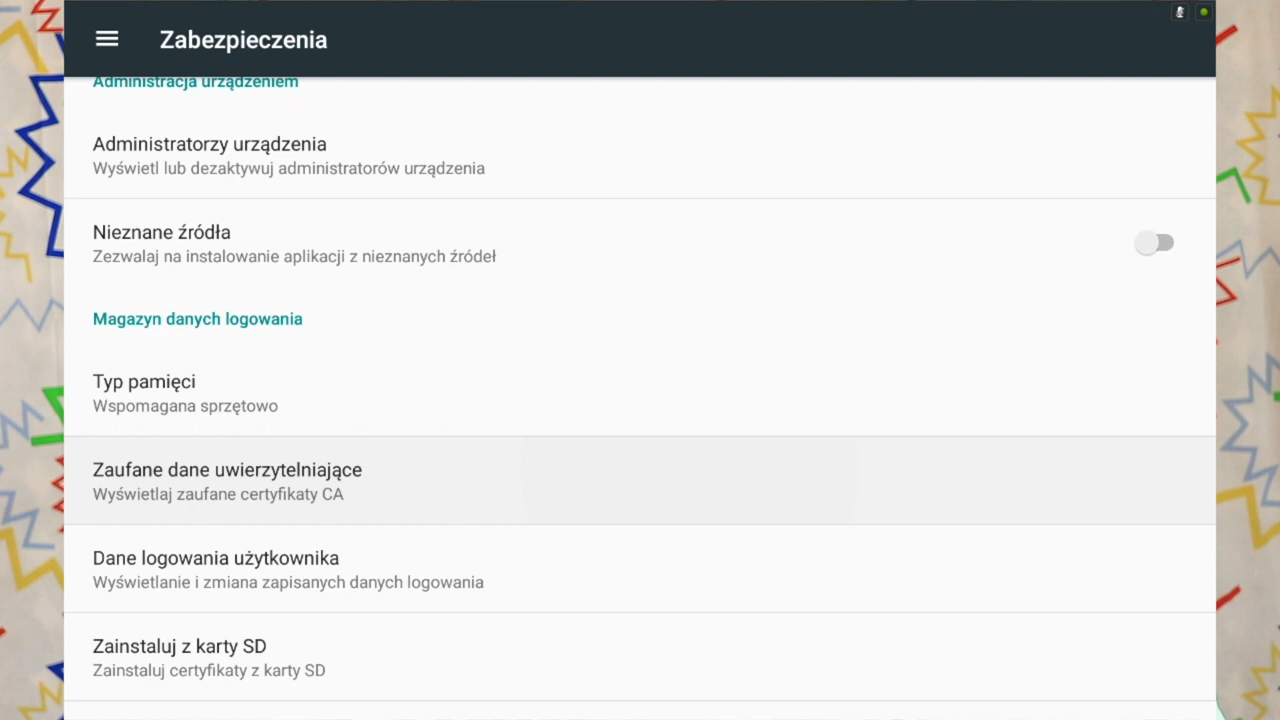 Zabezpieczenia
Administracja urządzeniem
Administratorzy urządzenia
Wyświetl lub dezaktywuj administratorów urządzenia
Nieznane źródła
Zezwalaj na instalowanie aplikacji z nieznanych źródeł
Magazyn danych logowania
Typ pamięci
Wspomagana sprzętowo
Zaufane dane uwierzytelniające
Wyświetlaj zaufane certyfikaty CA
Dane logowania użytkownika
Wyświetlanie i zmiana zapisanych danych logowania
Zainstaluj z karty SD
Zainstaluj certyfikaty z karty SD